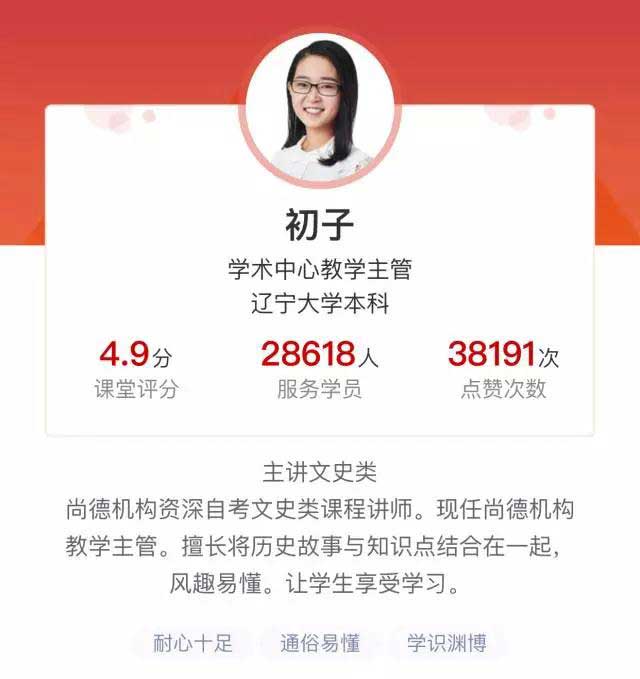 初子
学术中心教学主管
辽宁大学本科
4.9分 28618人 38191次
课堂评分 服务学员 点赞次数
主讲文史类
尚德机构资深自考文史类课程讲师。现任尚德机构
教学主管。擅长将历史故事与知识点结合在一起，
风趣易懂。让学生享受学习。
耐心十足 通俗易懂 学识渊博